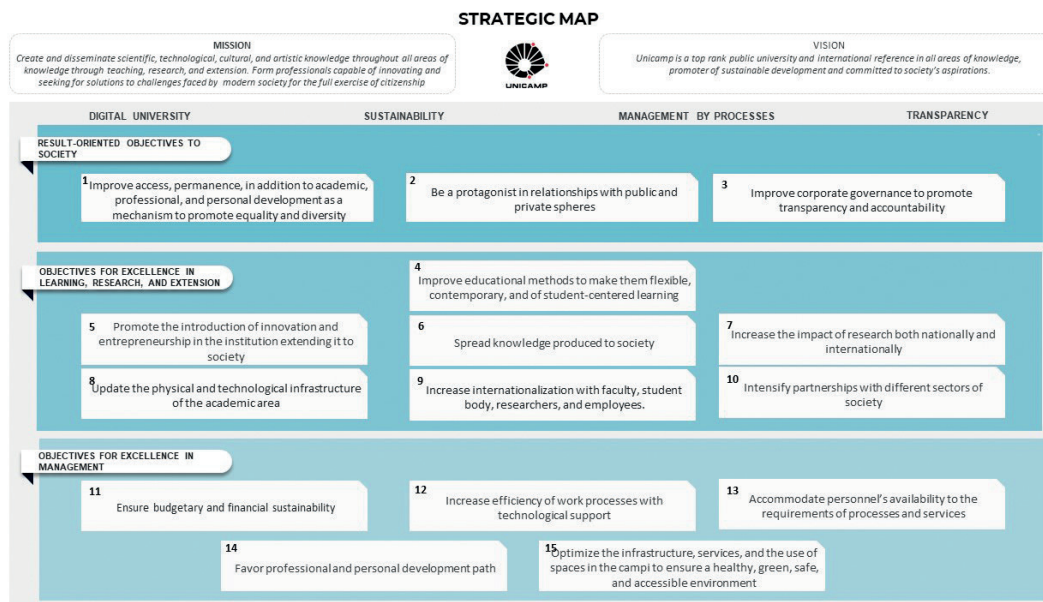 STRATEGIC MAP
MISSION
Create and disseminate scientific, technological, cultural, and artistic knowledge throughout all areas of
knowledge through teaching, research, and extension. Form professionals capable of innovating and
seeking for solutions to challenges faced by modern society for the full exercise of citizenship
UNICAMP
VISION
Unicamp is a top rank public university and international reference in all areas of knowledge,
promoter of sustainable development and committed to society's aspirations.
DIGITAL UNIVERSITY
SUSTAINABILITY
MANAGEMENT BY PROCESSES
TRANSPARENCY
RESULT-ORIENTED OBJECTIVES TO
SOCIETY
1
Improve access, permanence, in addition to academic,
professional, and personal development as a
mechanism to promote equality and diversity
2
Be a protagonist in relationships with public and
private spheres
3
Improve corporate governance to promote
transparency and accountability
OBJECTIVES FOR EXCELLENCE IN
LEARNING, RESEARCH, AND EXTENSION
4
Improve educational methods to make them flexible,
contemporary, and of student-centered learning
5
Promote the introduction of innovation and
entrepreneurship in the institution extending it to
society
6
Spread knowledge produced to society
7
Increase the impact of research both nationally and
internationally
8
Update the physical and technological infrastructure
of the academic area
9
Increase internationalization with faculty, student
body, researchers, and employees.
10
Intensify partnerships with different sectors of
society
OBJECTIVES FOR EXCELLENCE IN
MANAGEMENT
11
Ensure budgetary and financial sustainability
12
Increase efficiency of work processes with
technological support
13
Accommodate personnel's availability to the
requirements of processes and services
14
Favor professional and personal development path
15
Optimize the infrastructure, services, and the use of
spaces in the campi to ensure a healthy, green, safe,
and accessible environment